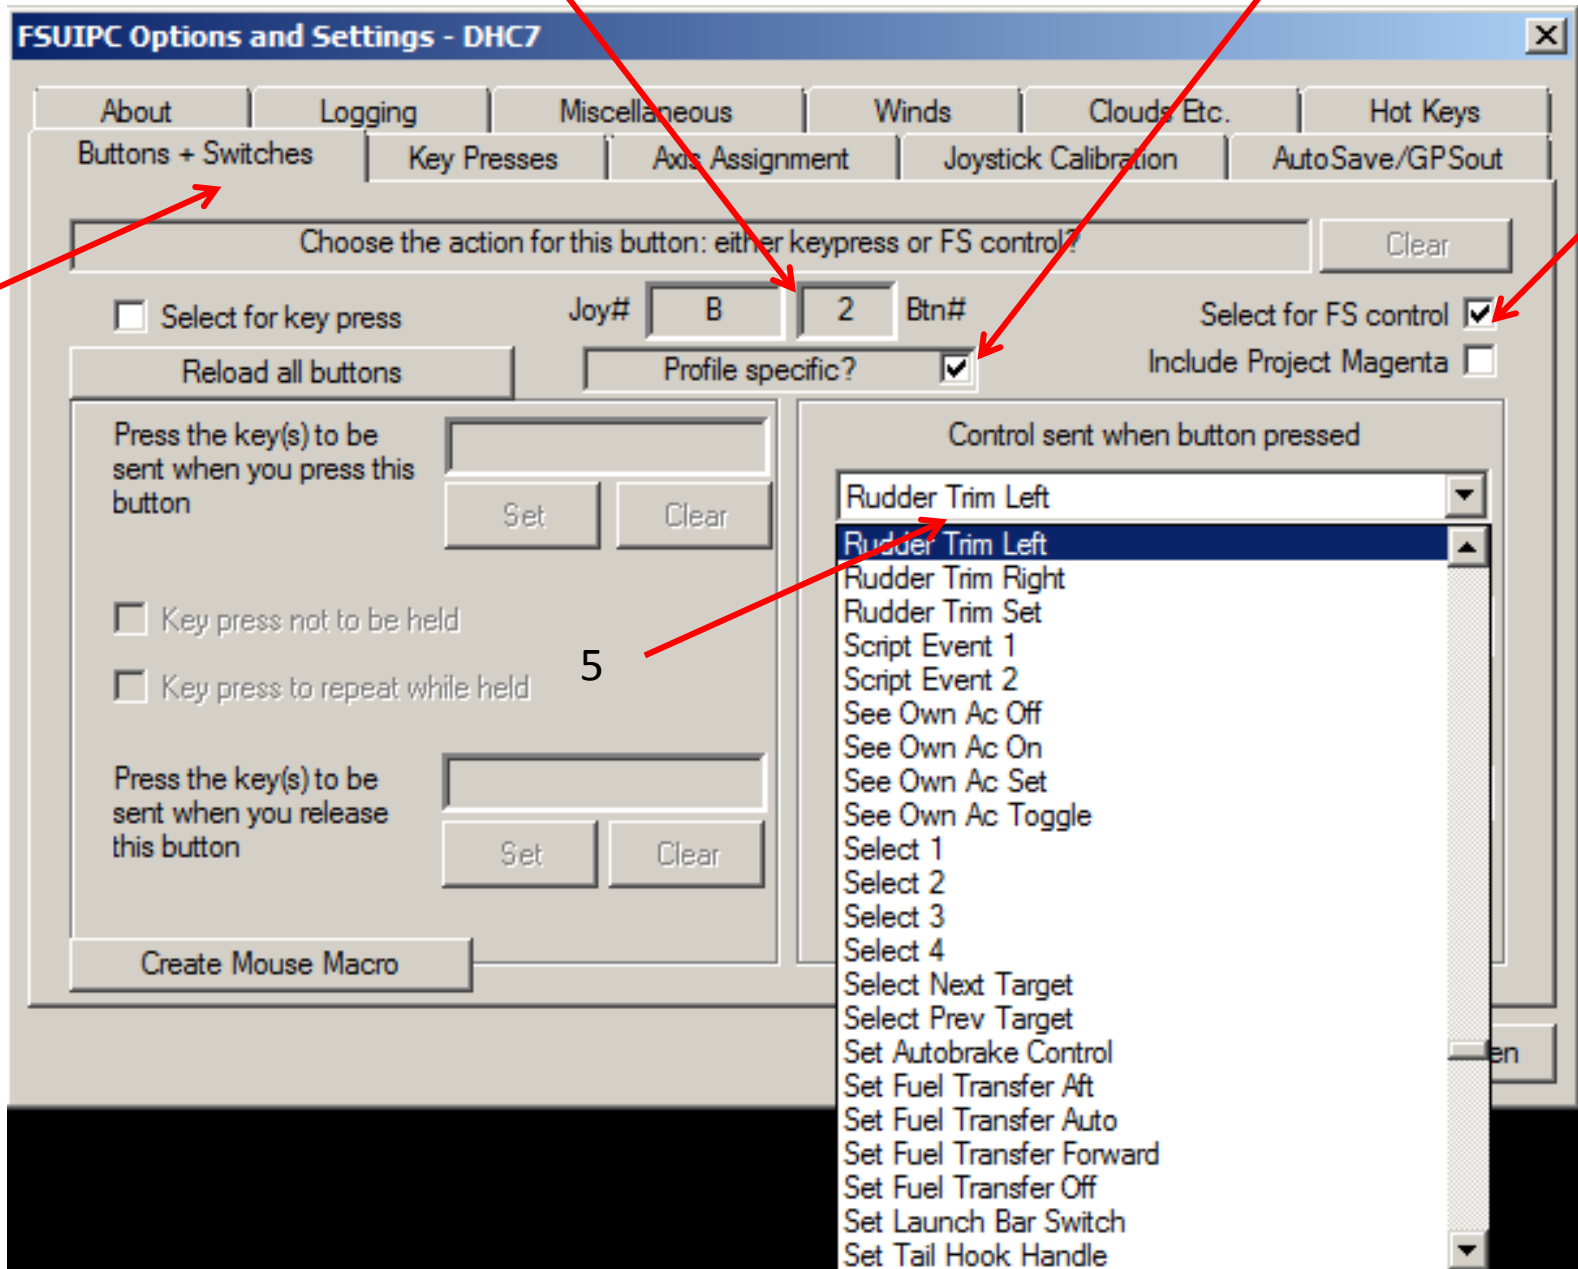 FSUIPC Options and Settings - DHC7
About
Logging
Miscellaneous
Winds
Clouds Etc.
Hot Keys
Buttons + Switches
Key Presses
Axis Assignment
Joystick Calibration
AutoSave/GPSout
Choose the action for this button: either keypress or FS control?
Clear
Select for key press
Joy#
B
2
Btn#
Select for FS control
Reload all buttons
Profile specific?
Include Project Magenta
Press the key(s) to be
sent when you press this
button
Set
Clear
Key press not to be held
Key press to repeat while held
5
Press the key(s) to be
sent when you release
this button
Set
Clear
Create Mouse Macro
Control sent when button pressed
Rudder Trim Left
Rudder Trim Left
Rudder Trim Right
Rudder Trim Set
Script Event 1
Script Event 2
See Own Ac Off
See Own Ac On
See Own Ac Set
See Own Ac Toggle
Select 1
Select 2
Select 3
Select 4
Select Next Target
Select Prev Target
Set Autobrake Control
Set Fuel Transfer Aft
Set Fuel Transfer Auto
Set Fuel Transfer Forward
Set Fuel Transfer Off
Set Launch Bar Switch
Set Tail Hook Handle
en